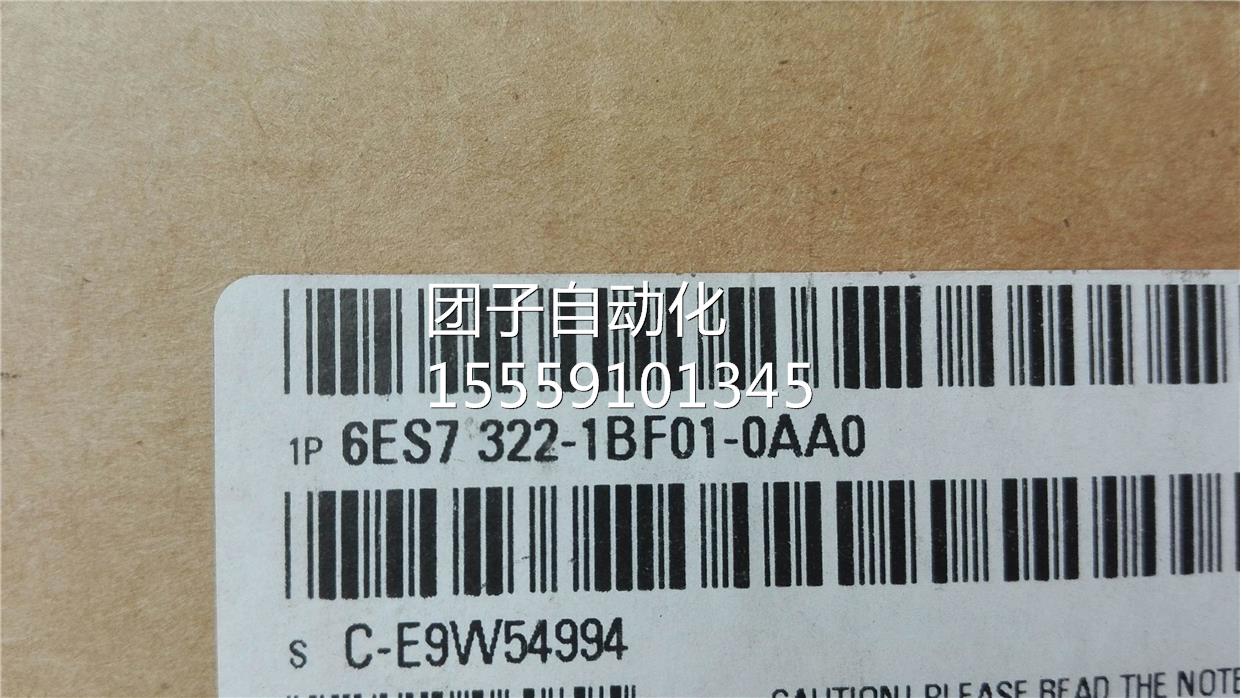 团子自动化
15559101345
1P 6ES7 322-1BF01-0AA0
S C-E9W54994
CAUTION! PLEASE READ THE NOTE